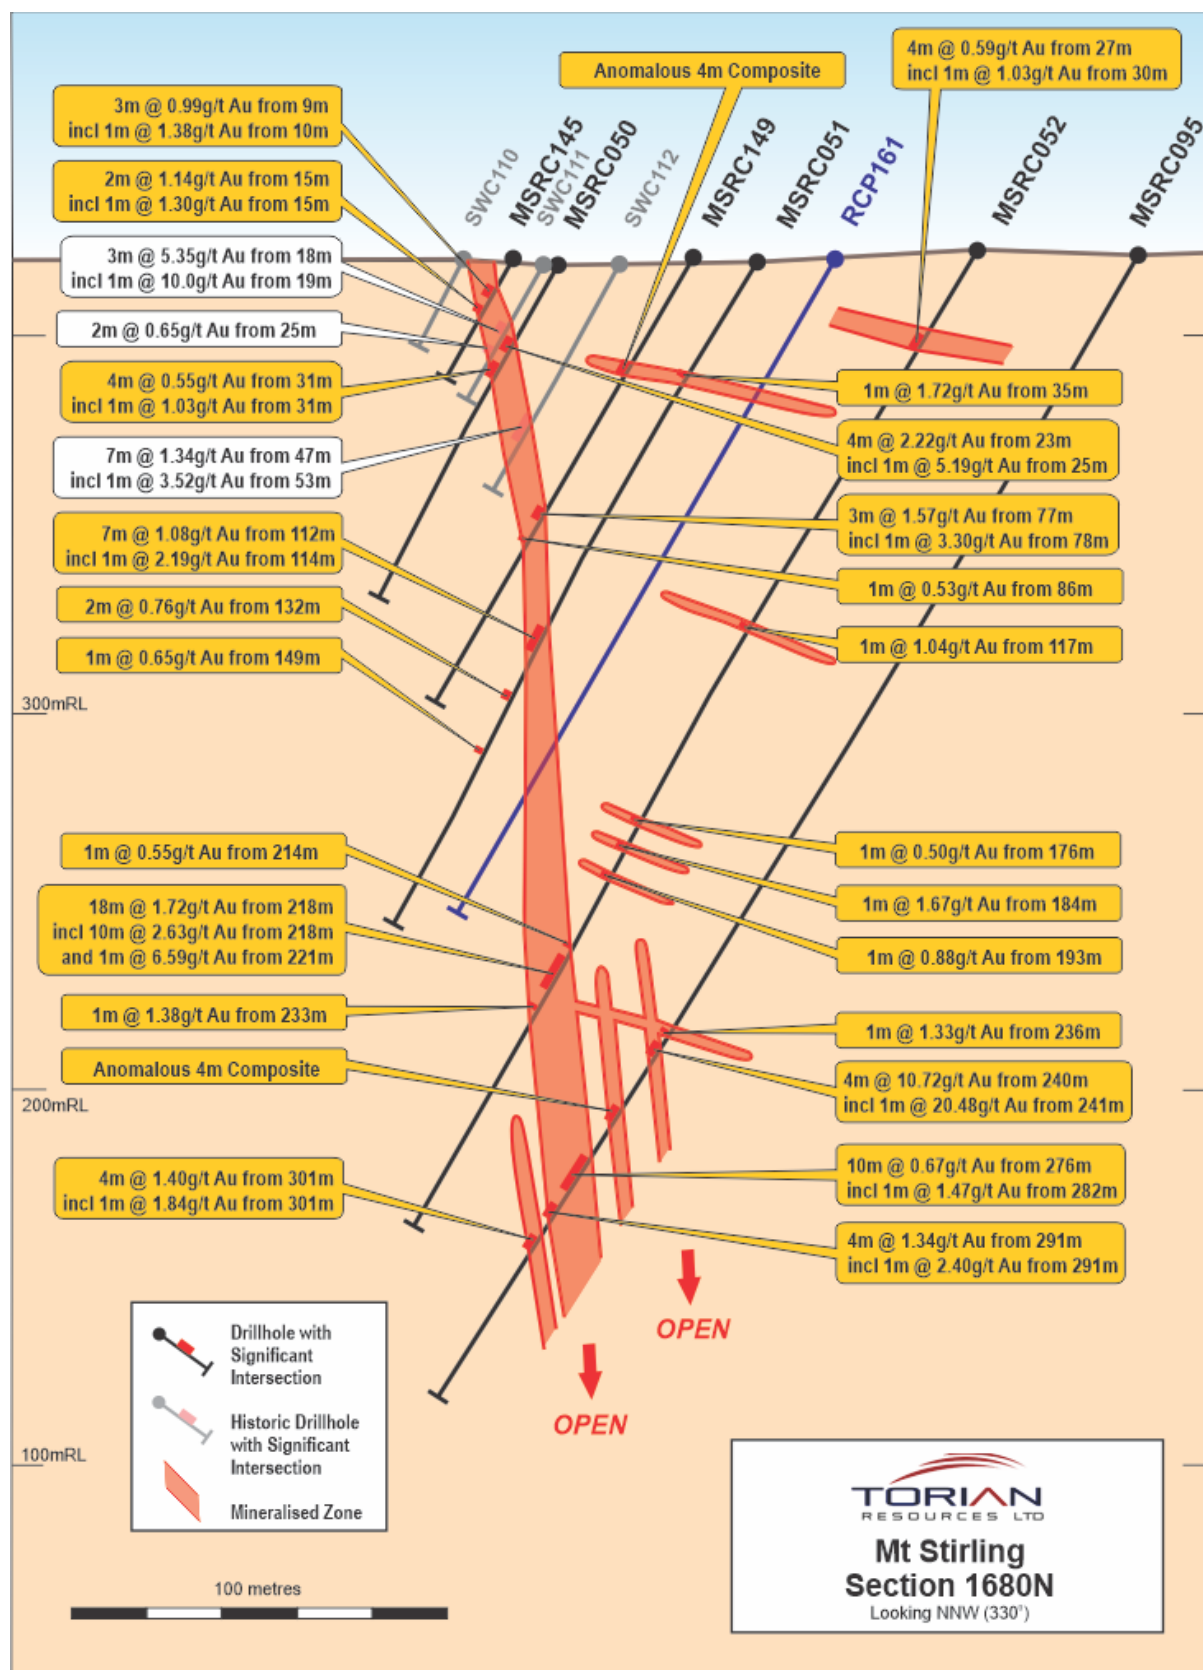 4m @ 0.59g/t Au from 27m
incl 1m @ 1.03g/t Au from 30m
Anomalous 4m Composite
3m @ 0.99g/t Au from 9m
incl 1m @ 1.38g/t Au from 10m
2m @ 1.14g/t Au from 15m
incl 1m @ 1.30g/t Au from 15m
3m @ 5.35g/t Au from 18m
incl 1m @ 10.0g/t Au from 19m
2m @ 0.65g/t Au from 25m
4m @ 0.55g/t Au from 31m
incl 1m @ 1.03g/t Au from 31m
7m @ 1.34g/t Au from 47m
incl 1m @ 3.52g/t Au from 53m
7m @ 1.08g/t Au from 112m
incl 1m @ 2.19g/t Au from 114m
2m @ 0.76g/t Au from 132m
1m @ 0.65g/t Au from 149m
SWC110
MSRC145
SWC111
MSRC050
SWC112
MSRC149
MSRC051
RCP161
MSRC052
MSRC095
1m @ 1.72g/t Au from 35m
4m @ 2.22g/t Au from 23m
incl 1m @ 5.19g/t Au from 25m
3m @ 1.57g/t Au from 77m
incl 1m @ 3.30g/t Au from 78m
1m @ 0.53g/t Au from 86m
1m @ 1.04g/t Au from 117m
300mRL
1m @ 0.55g/t Au from 214m
18m @ 1.72g/t Au from 218m
incl 10m @ 2.63g/t Au from 218m
and 1m @ 6.59g/t Au from 221m
1m @ 1.38g/t Au from 233m
Anomalous 4m Composite
200mRL
4m @ 1.40g/t Au from 301m
incl 1m @ 1.84g/t Au from 301m
1m @ 0.50g/t Au from 176m
1m @ 1.67g/t Au from 184m
1m @ 0.88g/t Au from 193m
1m @ 1.33g/t Au from 236m
4m @ 10.72g/t Au from 240m
incl 1m @ 20.48g/t Au from 241m
10m @ 0.67g/t Au from 276m
incl 1m @ 1.47g/t Au from 282m
4m @ 1.34g/t Au from 291m
incl 1m @ 2.40g/t Au from 291m
OPEN
OPEN
100mRL
Drillhole with
Significant
Intersection
Historic Drillhole
with Significant
Intersection
Mineralised Zone
100 metres
TORIAN
RESOURCES LTD
Mt Stirling
Section 1680N
Looking NNW (330°)